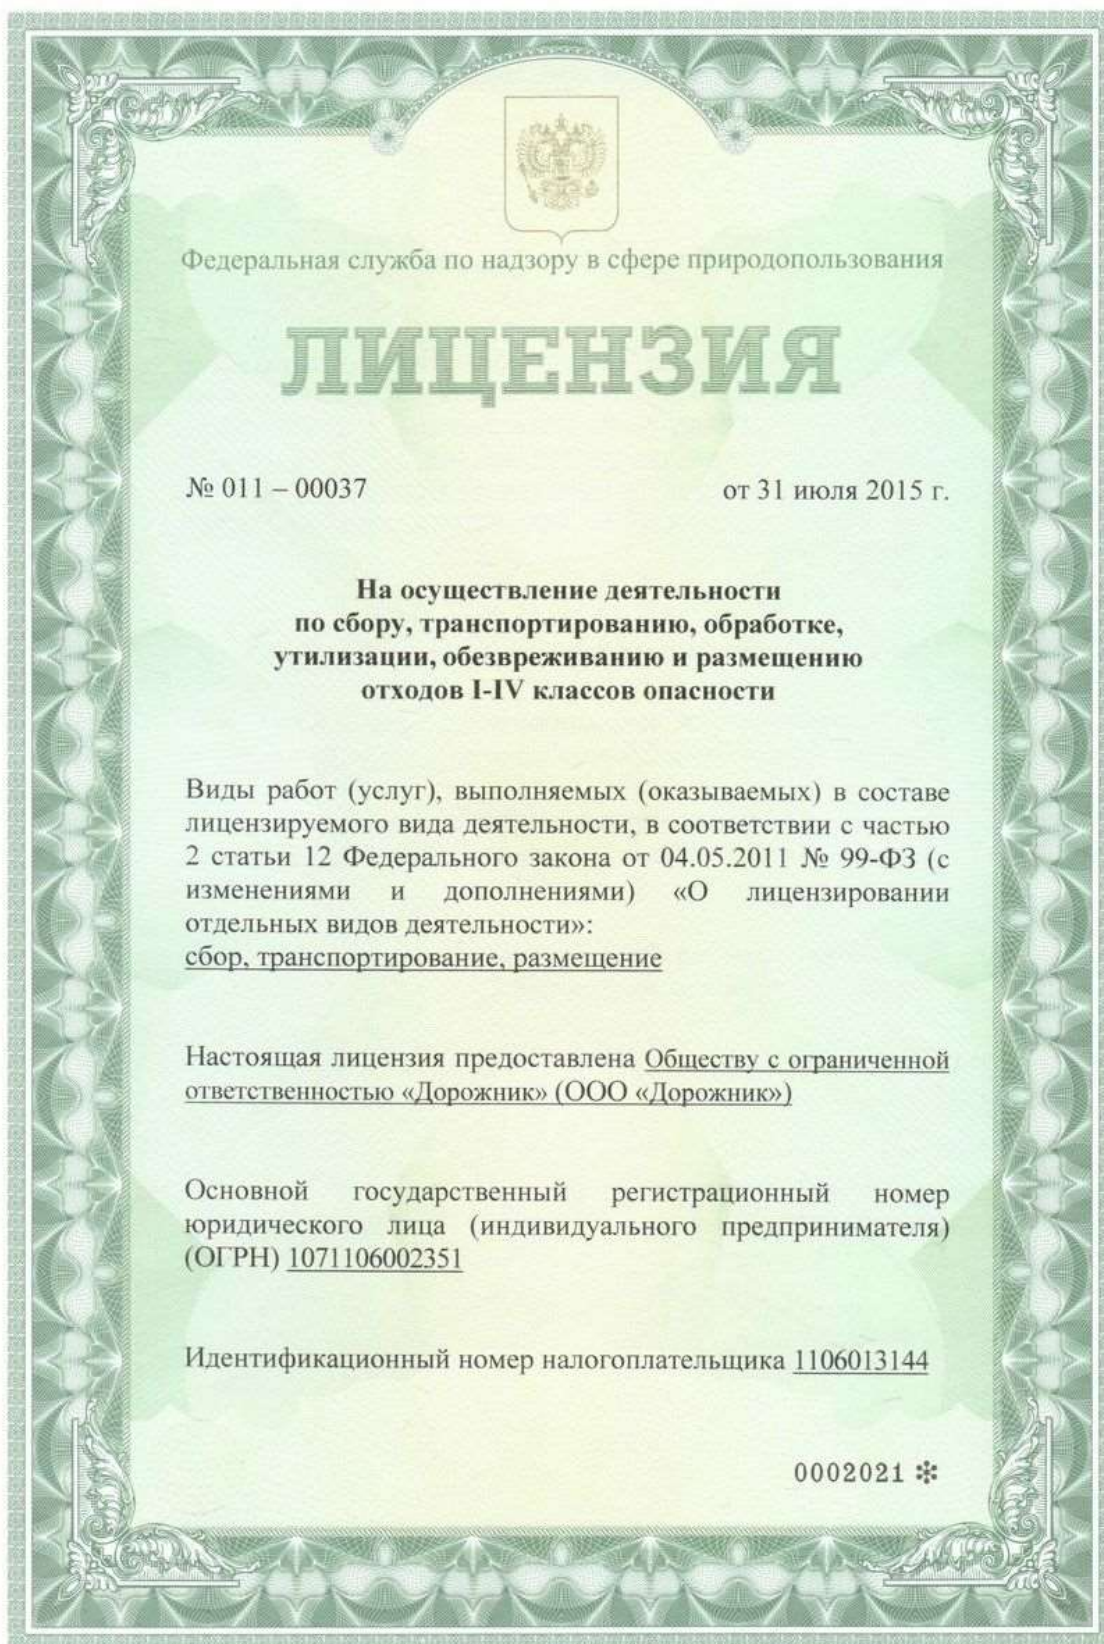 Федеральная служба по надзору в сфере природопользования
ЛИЦЕНЗИЯ
№ 011 – 00037 от 31 июля 2015 г.
На осуществление деятельности
по сбору, транспортированию, обработке,
утилизации, обезвреживанию и размещению
отходов I-IV классов опасности
Виды работ (услуг), выполняемых (оказываемых) в составе
лицензируемого вида деятельности, в соответствии с частью
2 статьи 12 Федерального закона от 04.05.2011 № 99-ФЗ (с
изменениями и дополнениями) «О лицензировании
отдельных видов деятельности»:
сбор, транспортирование, размещение
Настоящая лицензия предоставлена Обществу с ограниченной
ответственностью «Дорожник» (ООО «Дорожник»)
Основной государственный регистрационный номер
юридического лица (индивидуального предпринимателя)
(ОГРН) 1071106002351
Идентификационный номер налогоплательщика 1106013144
0002021 ❇